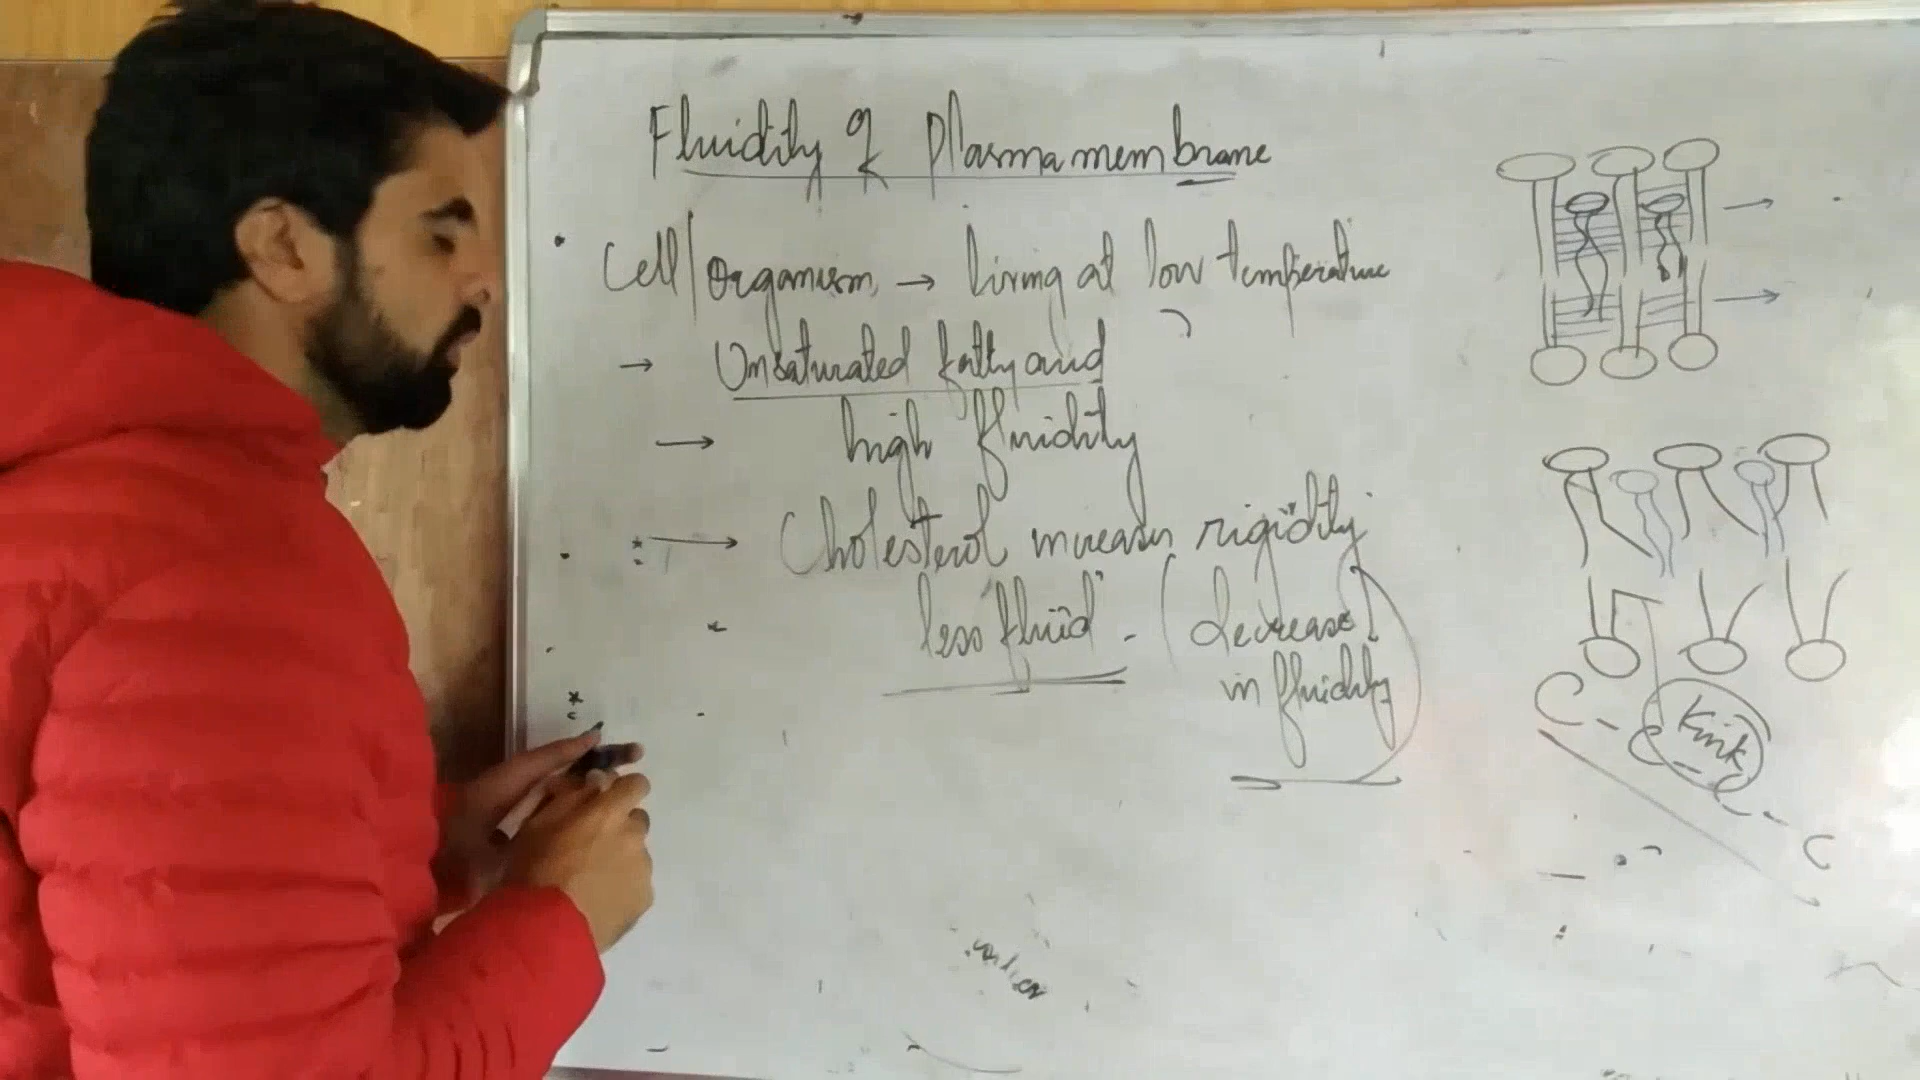 Fluidity of Plasma membrane
Cell/Organism → living at low temperature
→ Unsaturated fatty acid
→ high fluidity
→ Cholesterol increases rigidity
less fluid - (decrease
in fluidity)
Kink
C - C - C - C